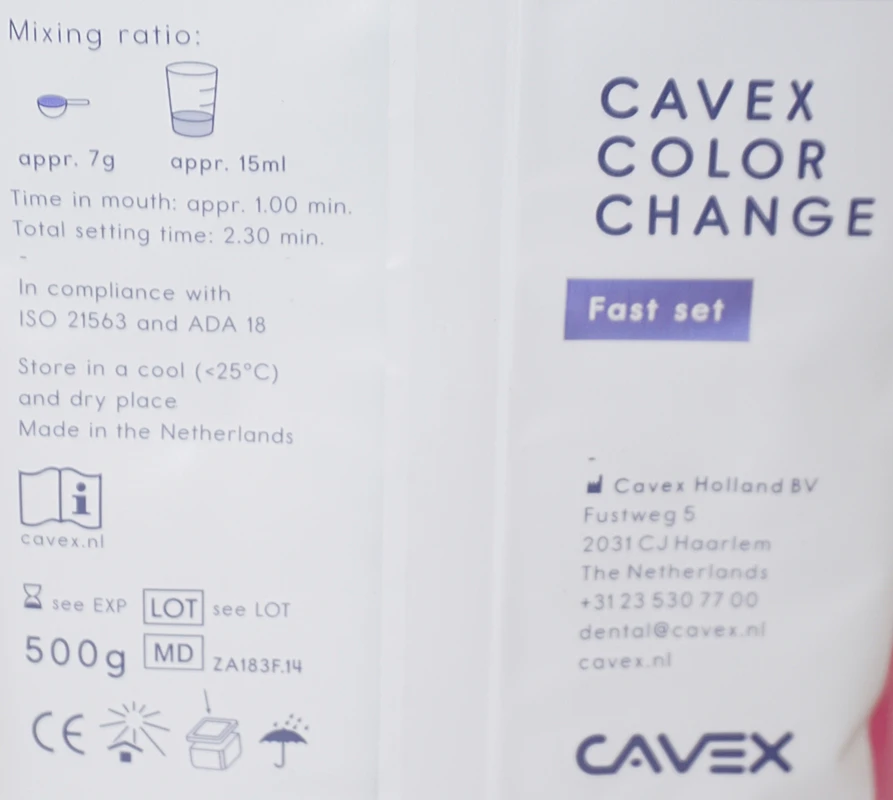 Mixing ratio:
appr. 7g appr. 15ml
Time in mouth: appr. 1.00 min.
Total setting time: 2.30 min.
-
In compliance with
ISO 21563 and ADA 18
Store in a cool (<25°C)
and dry place
Made in the Netherlands
i
cavex.nl
see EXP LOT see LOT
500g MD ZA183F.14
CE
CAVEX
COLOR
CHANGE
Fast set
-
Cavex Holland BV
Fustweg 5
2031 CJ Haarlem
The Netherlands
+31 23 530 77 00
dental@cavex.nl
cavex.nl
CAVEX